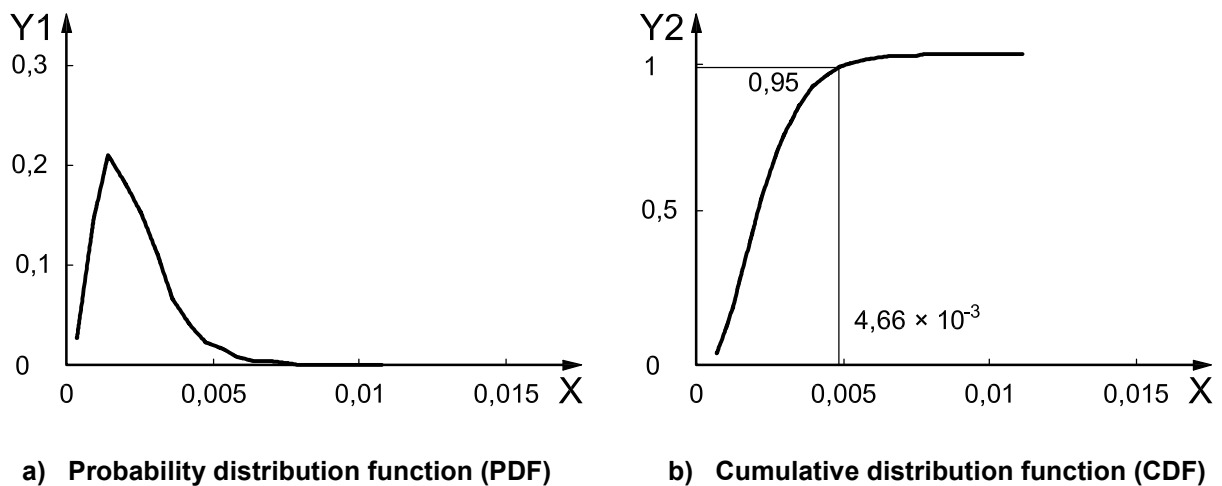 Y1
0,3
0,2
0,1
0
0
0,005
0,01
0,015
X
a) Probability distribution function (PDF)
Y2
1
0,95
0,5
4,66 × 10-3
0
0
0,005
0,01
0,015
X
b) Cumulative distribution function (CDF)